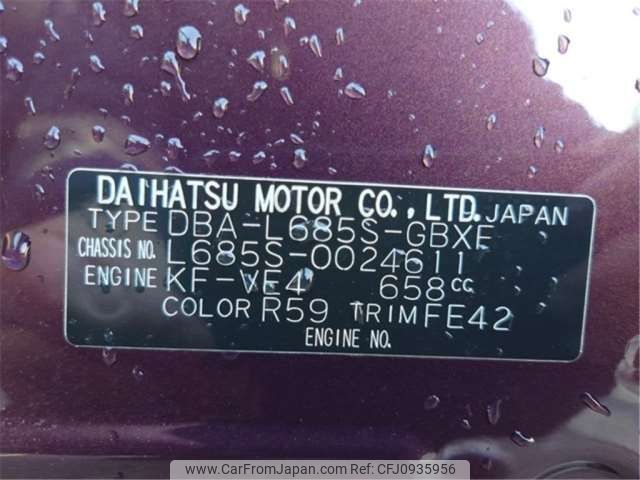 DAIHATSU MOTOR CO., LTD. JAPAN
TYPE DBA-L685S-GBXE
CHASSIS NO. L685S-0024611
ENGINE KF-VE4 658CC
COLOR R59 TRIM FE42
ENGINE NO.
www.CarFromJapan.com | Ref No. CFJ0935956